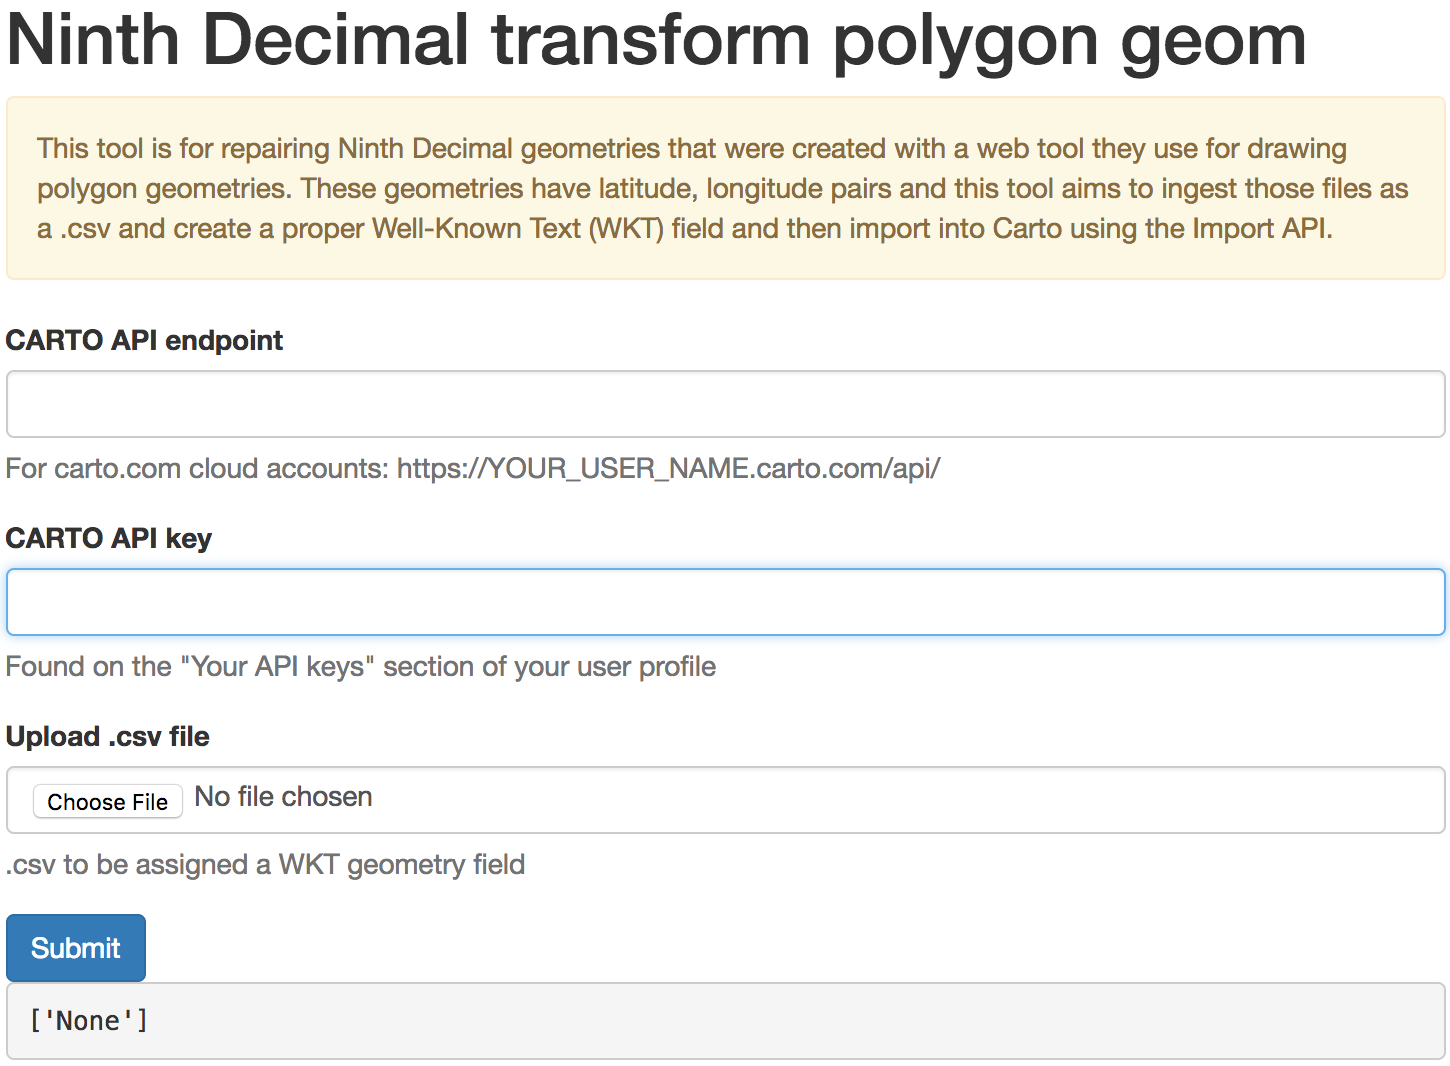 Ninth Decimal transform polygon geom
This tool is for repairing Ninth Decimal geometries that were created with a web tool they use for drawing
polygon geometries. These geometries have latitude, longitude pairs and this tool aims to ingest those files as
a .csv and create a proper Well-Known Text (WKT) field and then import into Carto using the Import API.
CARTO API endpoint
For carto.com cloud accounts: https://YOUR_USER_NAME.carto.com/api/
CARTO API key
Found on the "Your API keys" section of your user profile
Upload .csv file
Choose File No file chosen
.csv to be assigned a WKT geometry field
Submit
['None']